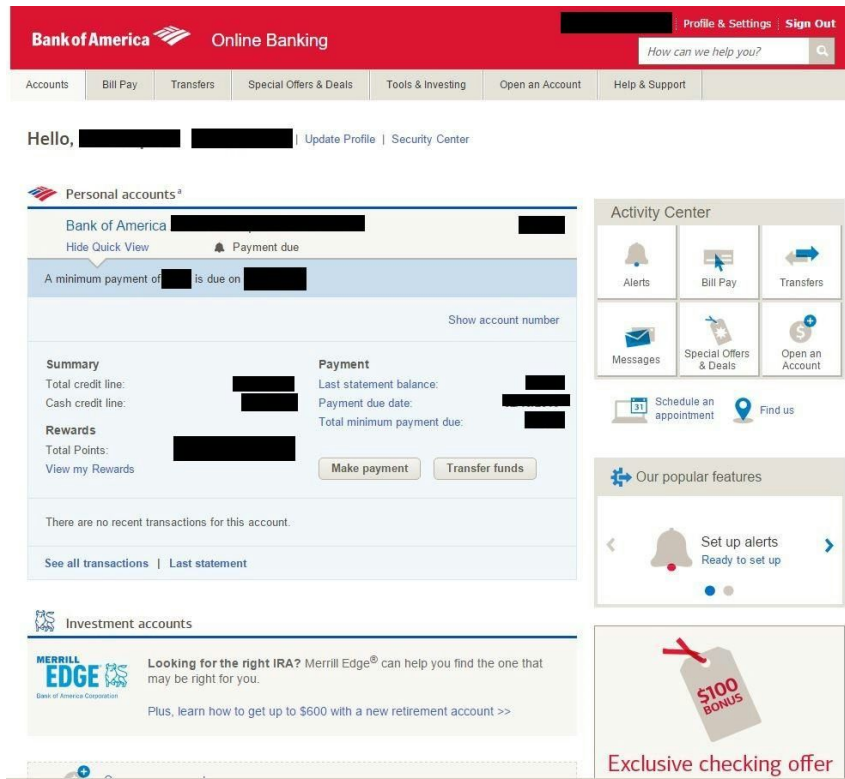 Profile & Settings Sign Out
Bank of America Online Banking
How can we help you?
Accounts Bill Pay Transfers Special Offers & Deals Tools & Investing Open an Account Help & Support
Hello, | Update Profile | Security Center
Personal accounts a
Bank of America
Hide Quick View Payment due
A minimum payment of is due on
Show account number
Summary
Total credit line:
Cash credit line:
Rewards
Total Points:
View my Rewards
Payment
Last statement balance:
Payment due date:
Total minimum payment due:
Make payment Transfer funds
There are no recent transactions for this account.
See all transactions | Last statement
Investment accounts
MERRILL
EDGE
Bank of America Corporation
Looking for the right IRA? Merrill Edge® can help you find the one that
may be right for you.
Plus, learn how to get up to $600 with a new retirement account >>
Activity Center
Alerts Bill Pay Transfers
Messages Special Offers & Deals Open an Account
31 Schedule an
appointment
Find us
Our popular features
Set up alerts
Ready to set up
$100
BONUS
Exclusive checking offer